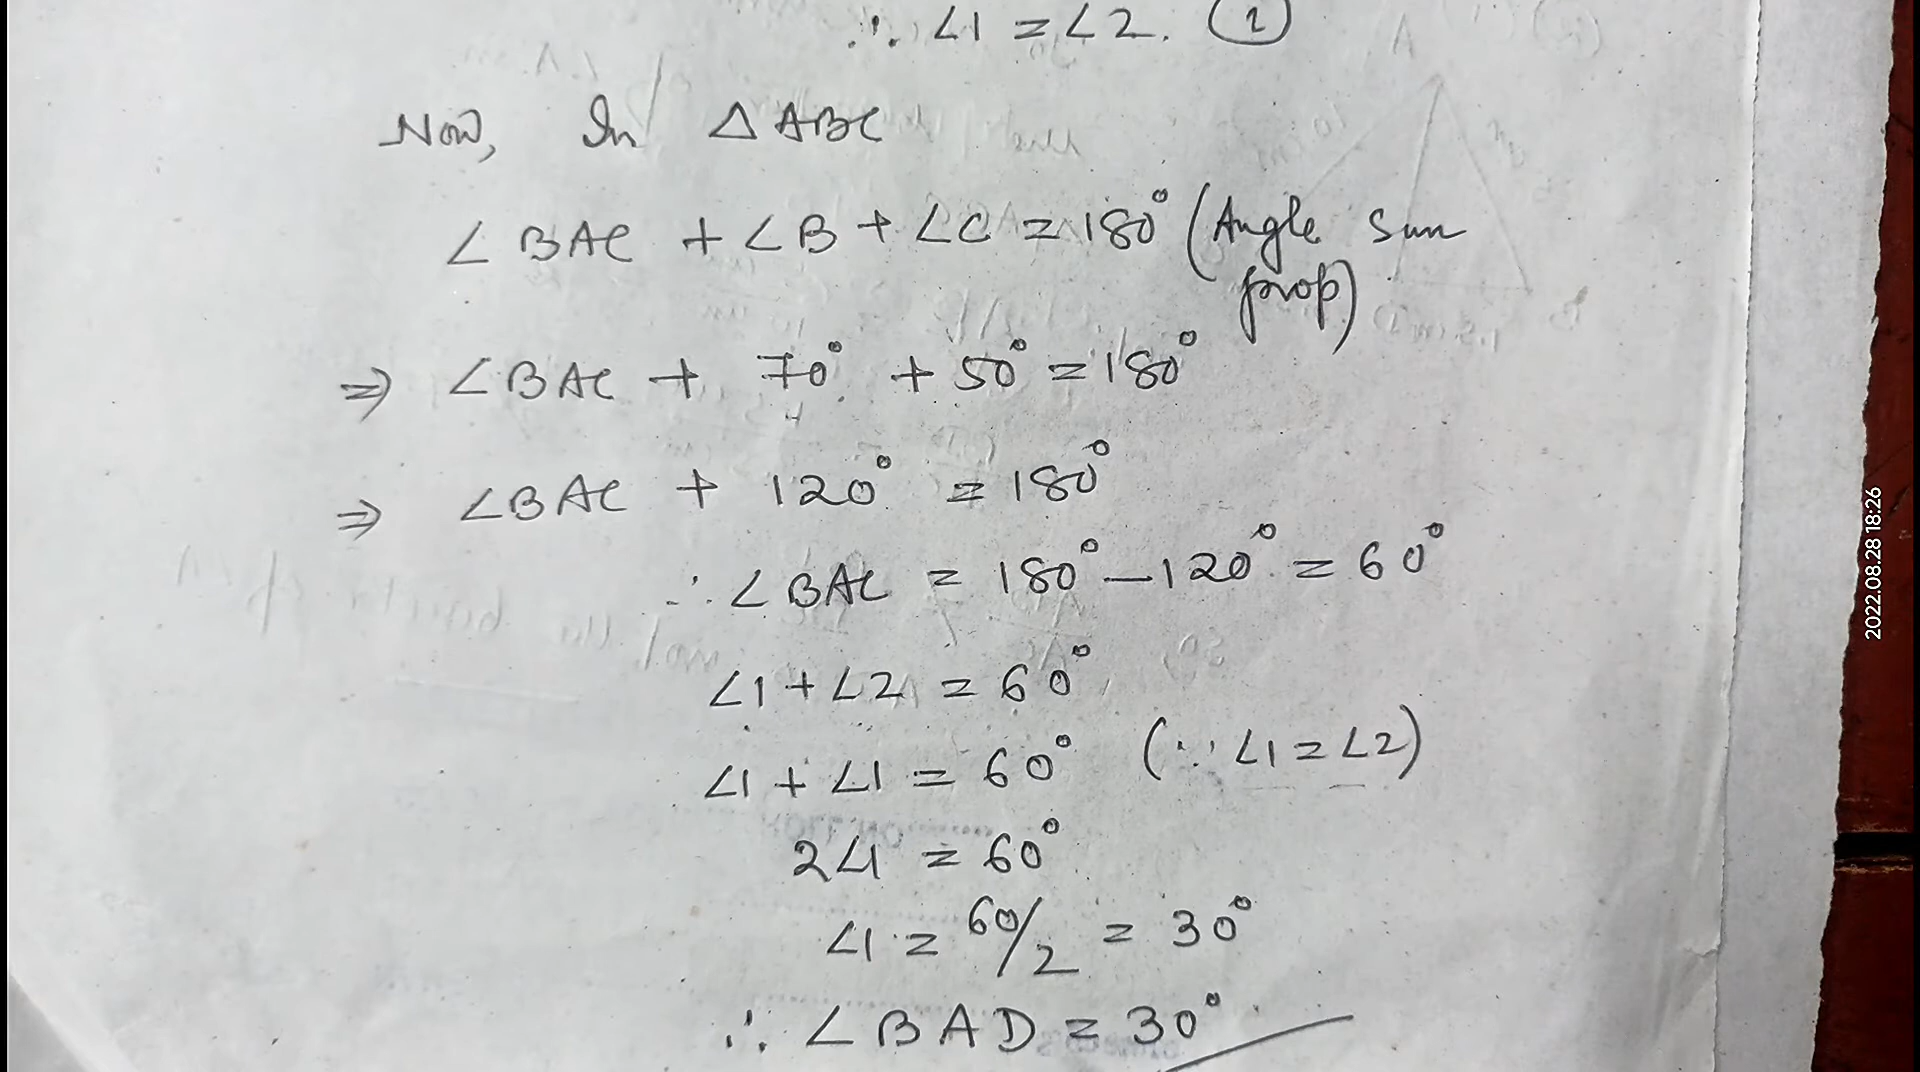 ∴ ∠1 = ∠2. (1)
Now, In △ABC
∠BAC + ∠B + ∠C = 180° (Angle Sum
prop)
⇒ ∠BAC + 70° + 50° = 180°
⇒ ∠BAC + 120° = 180°
∴ ∠BAC = 180° - 120° = 60°
∠1 + ∠2 = 60°
∠1 + ∠1 = 60° (∵ ∠1 = ∠2)
2∠1 = 60°
∠1 = 60/2 = 30°
∴ ∠BAD = 30°
2022.08.28 18:26